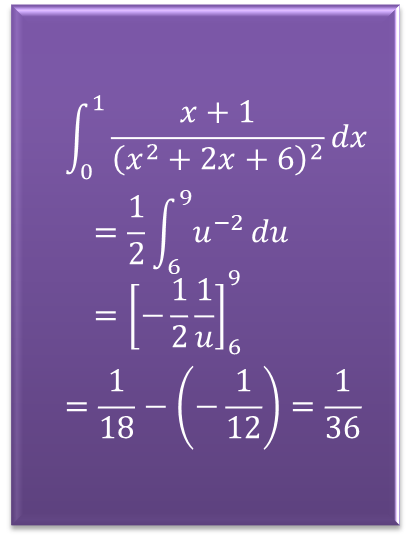 ∫₀¹ (x + 1)/(x² + 2x + 6)² dx
= 1/2 ∫₆⁹ u⁻² du
= [−1/2 1/u]₆⁹
= 1/18 − (−1/12) = 1/36